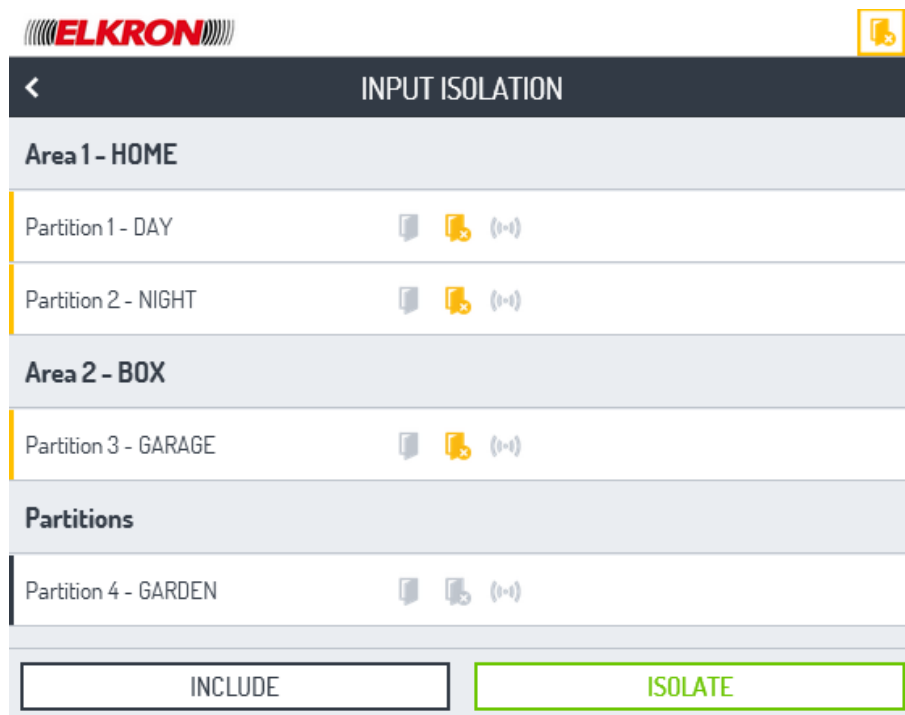 ELKRON
INPUT ISOLATION
Area 1 - HOME
Partition 1 - DAY
Partition 2 - NIGHT
Area 2 - BOX
Partition 3 - GARAGE
Partitions
Partition 4 - GARDEN
INCLUDE
ISOLATE